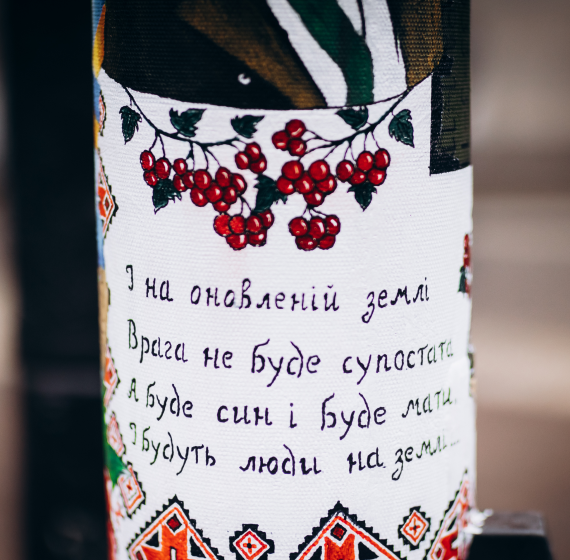 І на оновленій землі
Врага не буде супостата
А буде син і буде мати,
І будуть люди на землі...